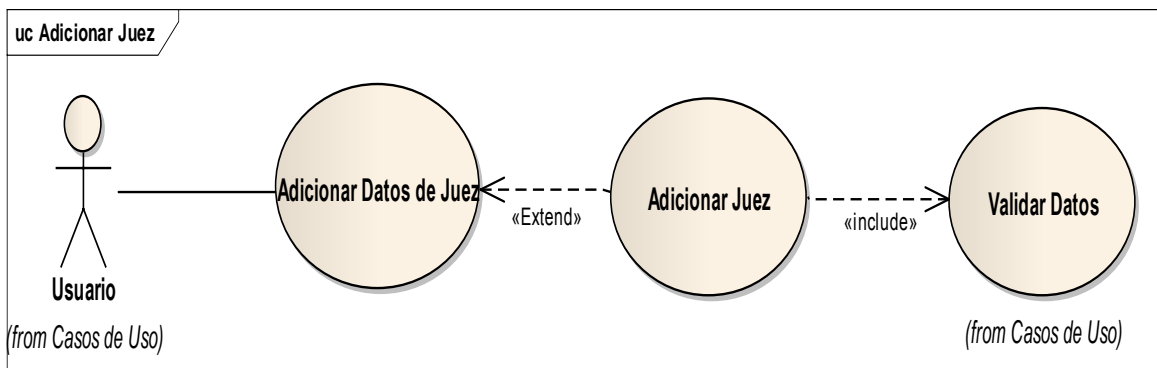 uc Adicionar Juez
Adicionar Datos de Juez
Adicionar Juez
Validar Datos
«Extend»
«include»
Usuario
(from Casos de Uso)
(from Casos de Uso)